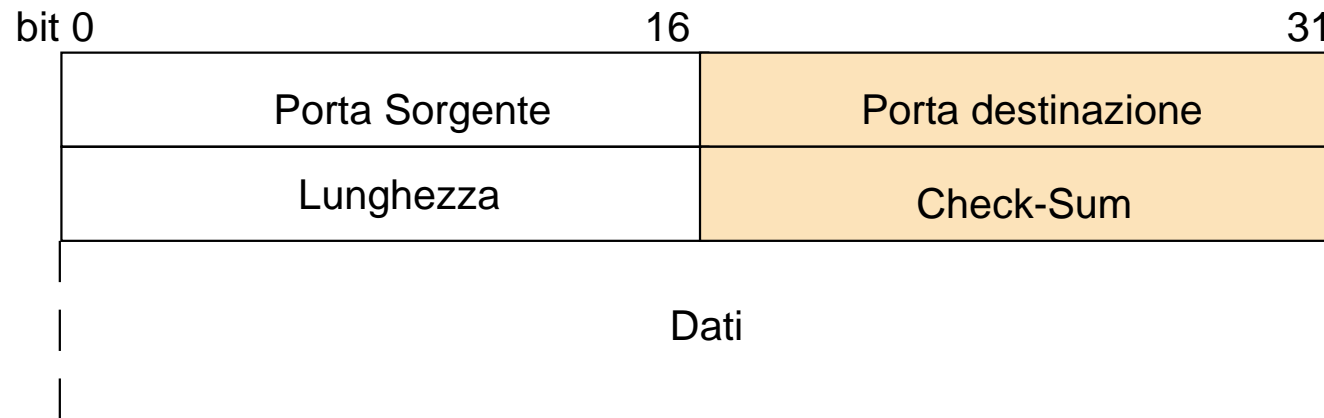 bit 0 16 31
Porta Sorgente Porta destinazione
Lunghezza Check-Sum
Dati